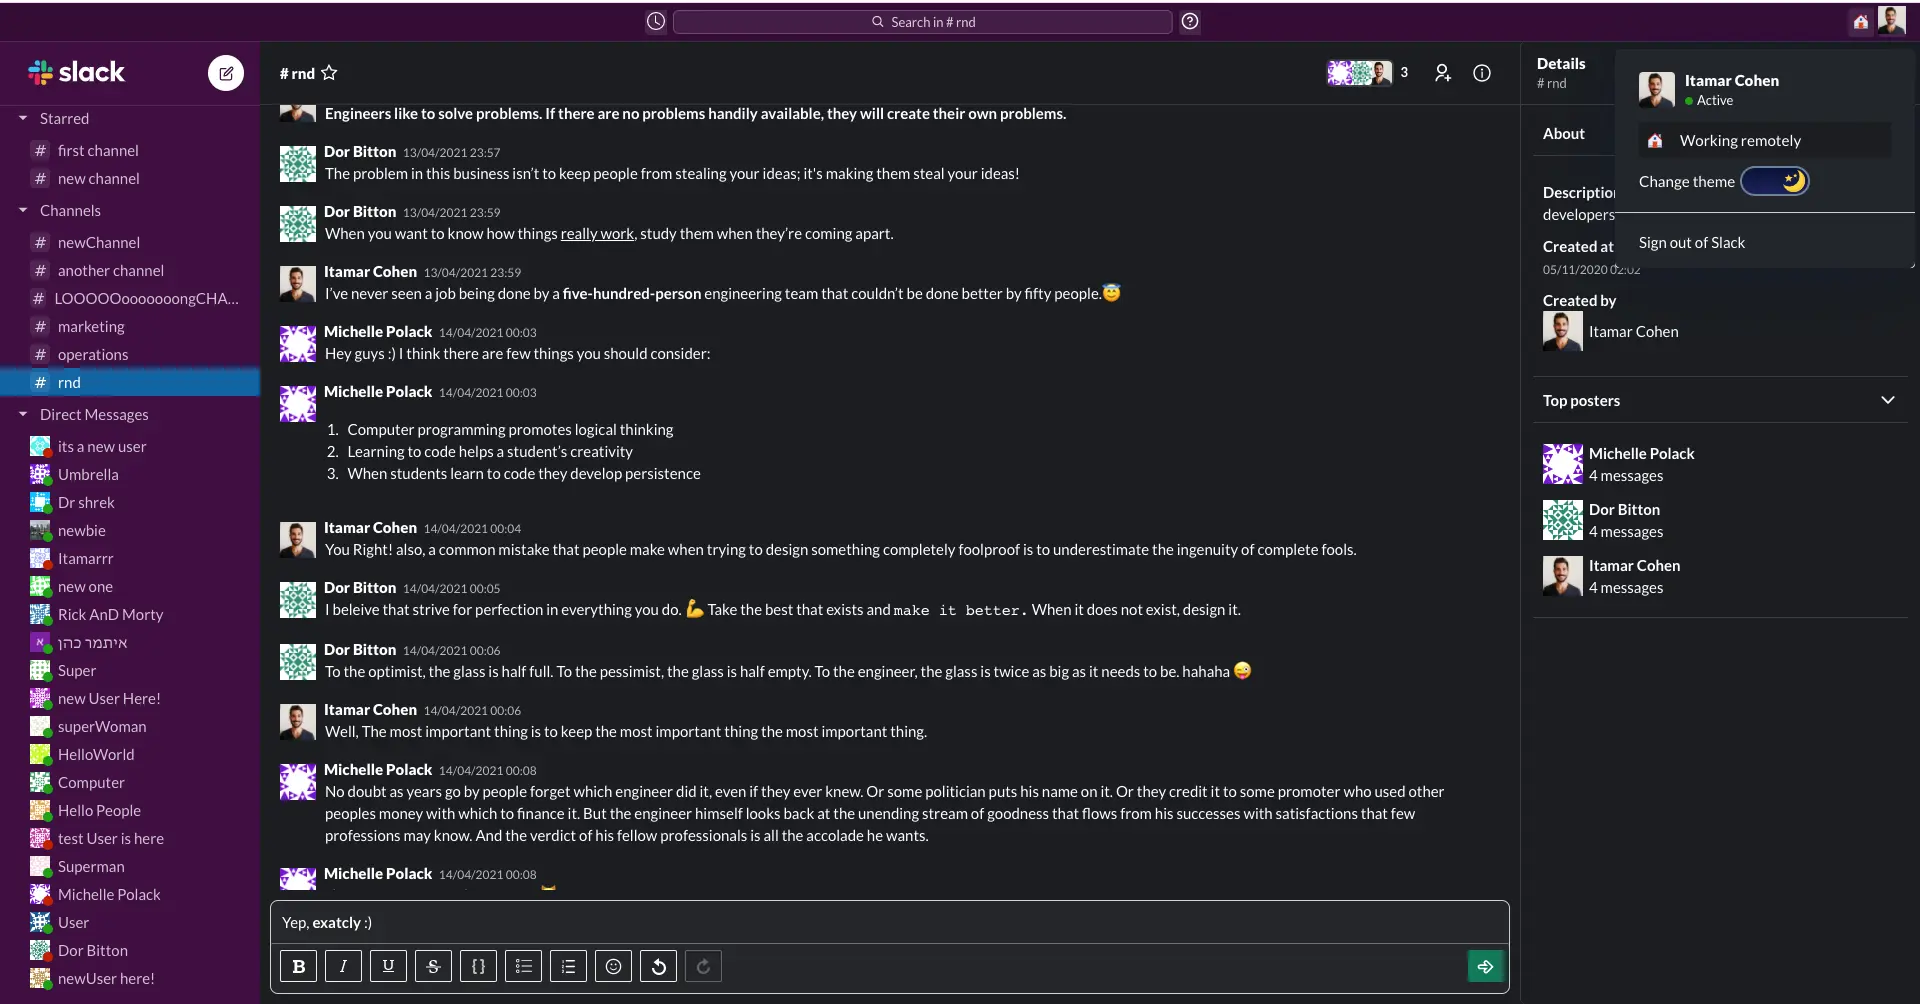 Search in # rnd
slack
Starred
# first channel
# new channel
Channels
# newChannel
# another channel
# LOOOOOooooooongCHA...
# marketing
# operations
# rnd
Direct Messages
its a new user
Umbrella
Dr shrek
newbie
Itamarrr
new one
Rick AnD Morty
א איתמר כהן
Super
new User Here!
superWoman
HelloWorld
Computer
Hello People
test User is here
Superman
Michelle Polack
User
Dor Bitton
newUser here!
# rnd
3
Engineers like to solve problems. If there are no problems handily available, they will create their own problems.
Dor Bitton 13/04/2021 23:57
The problem in this business isn’t to keep people from stealing your ideas; it's making them steal your ideas!
Dor Bitton 13/04/2021 23:59
When you want to know how things really work, study them when they’re coming apart.
Itamar Cohen 13/04/2021 23:59
I’ve never seen a job being done by a five-hundred-person engineering team that couldn’t be done better by fifty people.😇
Michelle Polack 14/04/2021 00:03
Hey guys :) I think there are few things you should consider:
Michelle Polack 14/04/2021 00:03
1. Computer programming promotes logical thinking
2. Learning to code helps a student’s creativity
3. When students learn to code they develop persistence
Itamar Cohen 14/04/2021 00:04
You Right! also, a common mistake that people make when trying to design something completely foolproof is to underestimate the ingenuity of complete fools.
Dor Bitton 14/04/2021 00:05
I beleive that strive for perfection in everything you do. 💪 Take the best that exists and make it better. When it does not exist, design it.
Dor Bitton 14/04/2021 00:06
To the optimist, the glass is half full. To the pessimist, the glass is half empty. To the engineer, the glass is twice as big as it needs to be. hahaha 😜
Itamar Cohen 14/04/2021 00:06
Well, The most important thing is to keep the most important thing the most important thing.
Michelle Polack 14/04/2021 00:08
No doubt as years go by people forget which engineer did it, even if they ever knew. Or some politician puts his name on it. Or they credit it to some promoter who used other
peoples money with which to finance it. But the engineer himself looks back at the unending stream of goodness that flows from his successes with satisfactions that few
professions may know. And the verdict of his fellow professionals is all the accolade he wants.
Michelle Polack 14/04/2021 00:08
Yep, exatcly :)
B I U S {}
Details
# rnd
About
Description
developers
Created at
05/11/2020 02:02
Created by
Itamar Cohen
Top posters
Michelle Polack
4 messages
Dor Bitton
4 messages
Itamar Cohen
4 messages
Itamar Cohen
Active
Working remotely
Change theme
Sign out of Slack